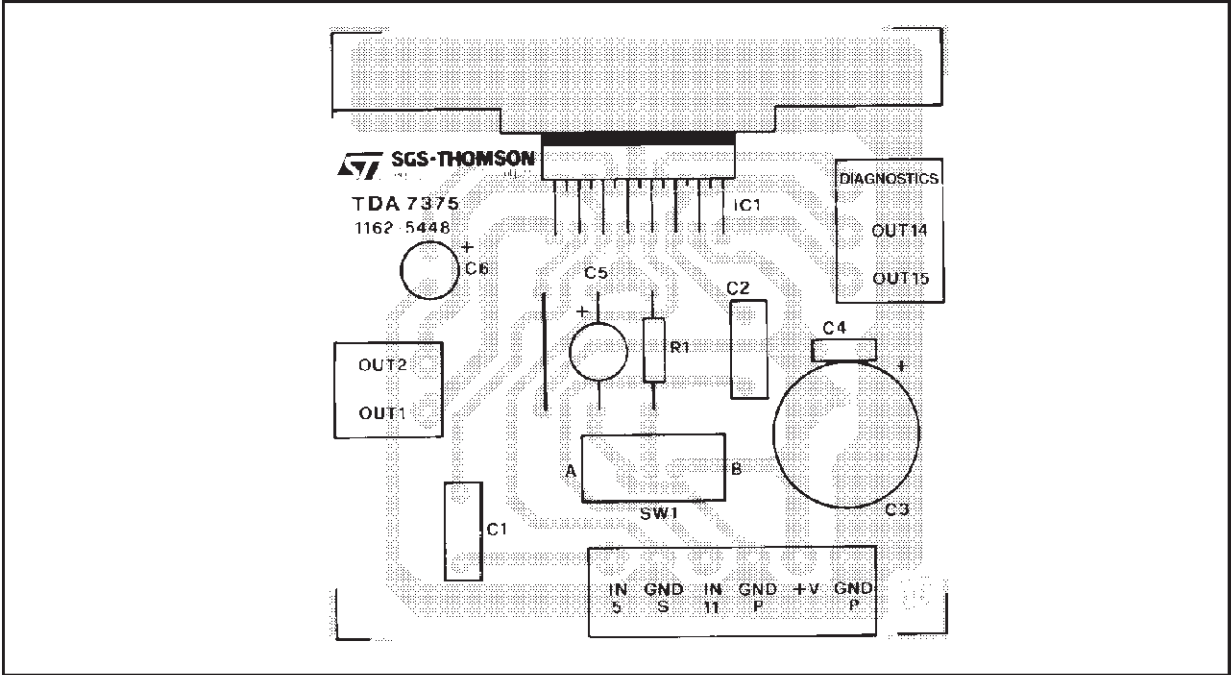 SGS-THOMSON
TDA 7375
1162-5448
IC1
DIAGNOSTICS
OUT14
OUT15
+
C6
C5
+
R1
C2
C4
+
C3
OUT2
OUT1
A
B
SW1
C1
IN 5
GND S
IN 11
GND P
+V
GND P